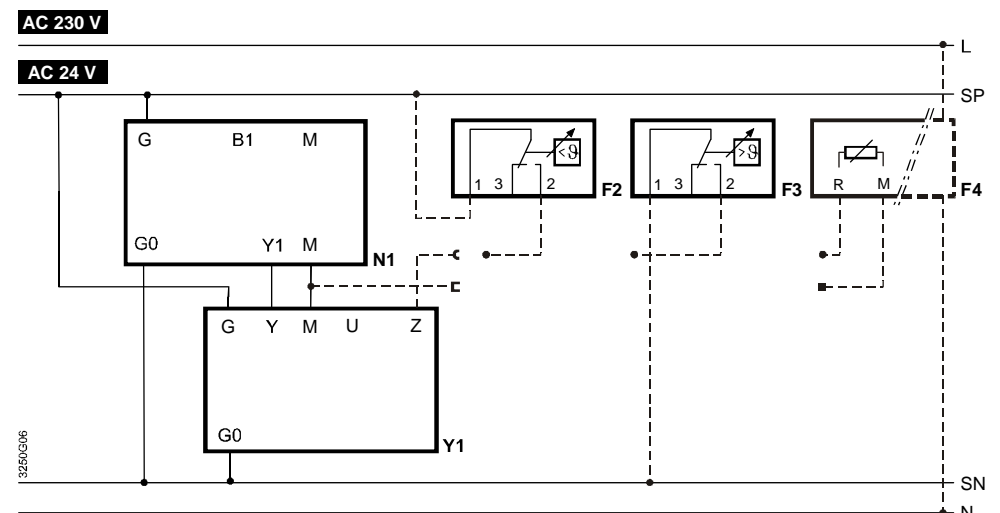 AC 230 V
L
AC 24 V
SP
G B1 M
<ϑ
>ϑ
1 3 2
F2
1 3 2
F3
R M
F4
G0 Y1 M
N1
G Y M U Z
G0
Y1
3250G06
SN
N